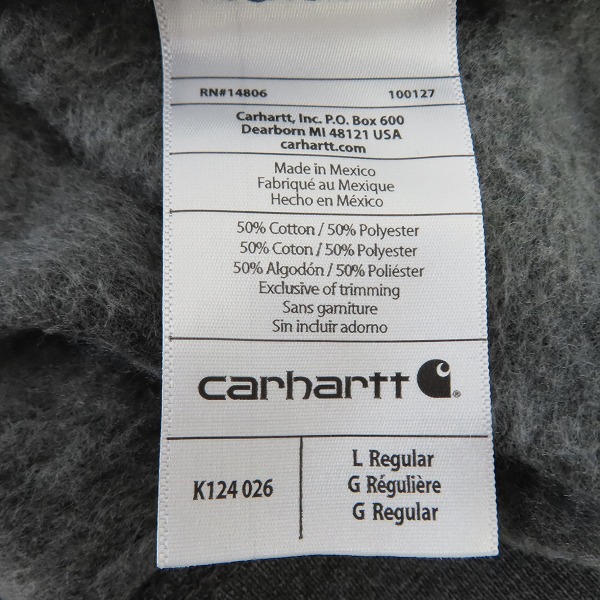 RN#14806 100127
Carhartt, Inc. P.O. Box 600
Dearborn MI 48121 USA
carhartt.com
Made in Mexico
Fabriqué au Mexique
Hecho en México
50% Cotton / 50% Polyester
50% Coton / 50% Polyester
50% Algodón / 50% Poliéster
Exclusive of trimming
Sans garniture
Sin incluir adorno
carhartt®
K124 026
L Regular
G Régulière
G Regular